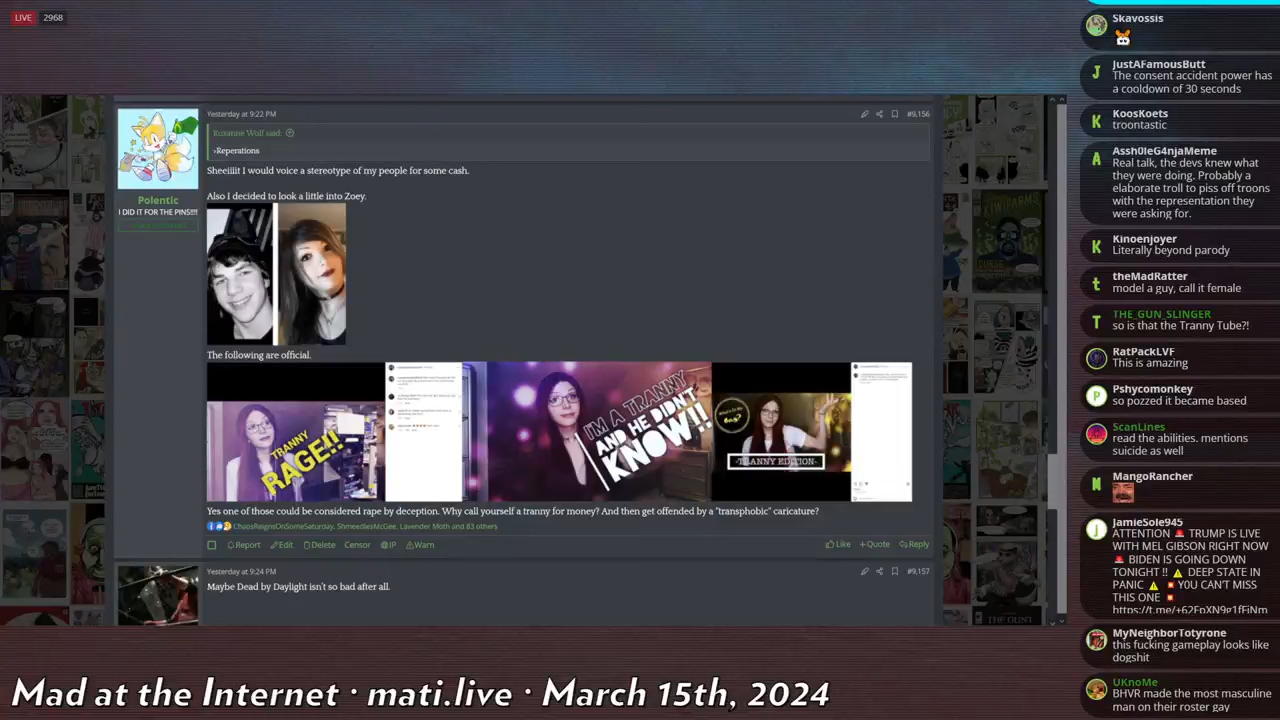 LIVE 2968
Yesterday at 9:22 PM
#9,156
Roxanne Wolf said:
›Reperations
Sheeiiiit I would voice a stereotype of my people for some cash.
Also I decided to look a little into Zoey.
Polentic
I DID IT FOR THE PINS!!!!
The following are official.
TRANNY
RAGE!!
I'M A TRANNY
AND HE DIDN'T
KNOW!!
-TRANNY EDITION-
Yes one of those could be considered rape by deception. Why call yourself a tranny for money? And then get offended by a "transphobic" caricature?
ChaosReignsOnSomeSaturday, ShmeedliesMcGee, Lavender Moth and 83 others
Report Edit Delete Censor IP Warn
Like +Quote Reply
Yesterday at 9:24 PM
#9,157
Maybe Dead by Daylight isn't so bad after all.
KIWIFARMS
THE GUNT
Mad at the Internet · mati.live · March 15th, 2024
Skavossis
J
JustAFamousButt
The consent accident power has
a cooldown of 30 seconds
K
KoosKoets
troontastic
A
Assh0leG4njaMeme
Real talk, the devs knew what
they were doing. Probably a
elaborate troll to piss off troons
with the representation they
were asking for.
K
Kinoenjoyer
Literally beyond parody
t
theMadRatter
model a guy, call it female
T
THE_GUN_SLINGER
so is that the Tranny Tube?!
RatPackLVF
This is amazing
P
Pshycomonkey
so pozzed it became based
ScanLines
read the abilities. mentions
suicide as well
MangoRancher
J
JamieSole945
ATTENTION 🚨 TRUMP IS LIVE
WITH MEL GIBSON RIGHT NOW
🚨 BIDEN IS GOING DOWN
TONIGHT !! ⚠️ DEEP STATE IN
PANIC ⚠️ 💥 YOU CAN'T MISS
THIS ONE 💥
MyNeighborTotyrone
this fucking gameplay looks like
dogshit
UKnoMe
BHVR made the most masculine
man on their roster gay